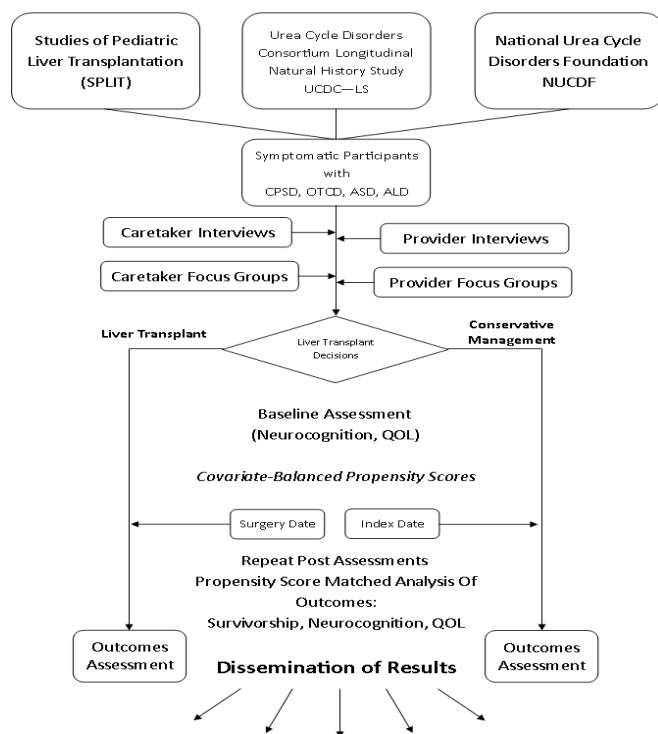 Studies of Pediatric
Liver Transplantation
(SPLIT)
Urea Cycle Disorders
Consortium Longitudinal
Natural History Study
UCDC—LS
National Urea Cycle
Disorders Foundation
NUCDF
Symptomatic Participants
with
CPSD, OTCD, ASD, ALD
Caretaker Interviews
Provider Interviews
Caretaker Focus Groups
Provider Focus Groups
Liver Transplant
Conservative
Management
Liver Transplant
Decisions
Baseline Assessment
(Neurocognition, QOL)
Covariate-Balanced Propensity Scores
Surgery Date
Index Date
Repeat Post Assessments
Propensity Score Matched Analysis Of
Outcomes:
Survivorship, Neurocognition, QOL
Outcomes
Assessment
Outcomes
Assessment
Dissemination of Results